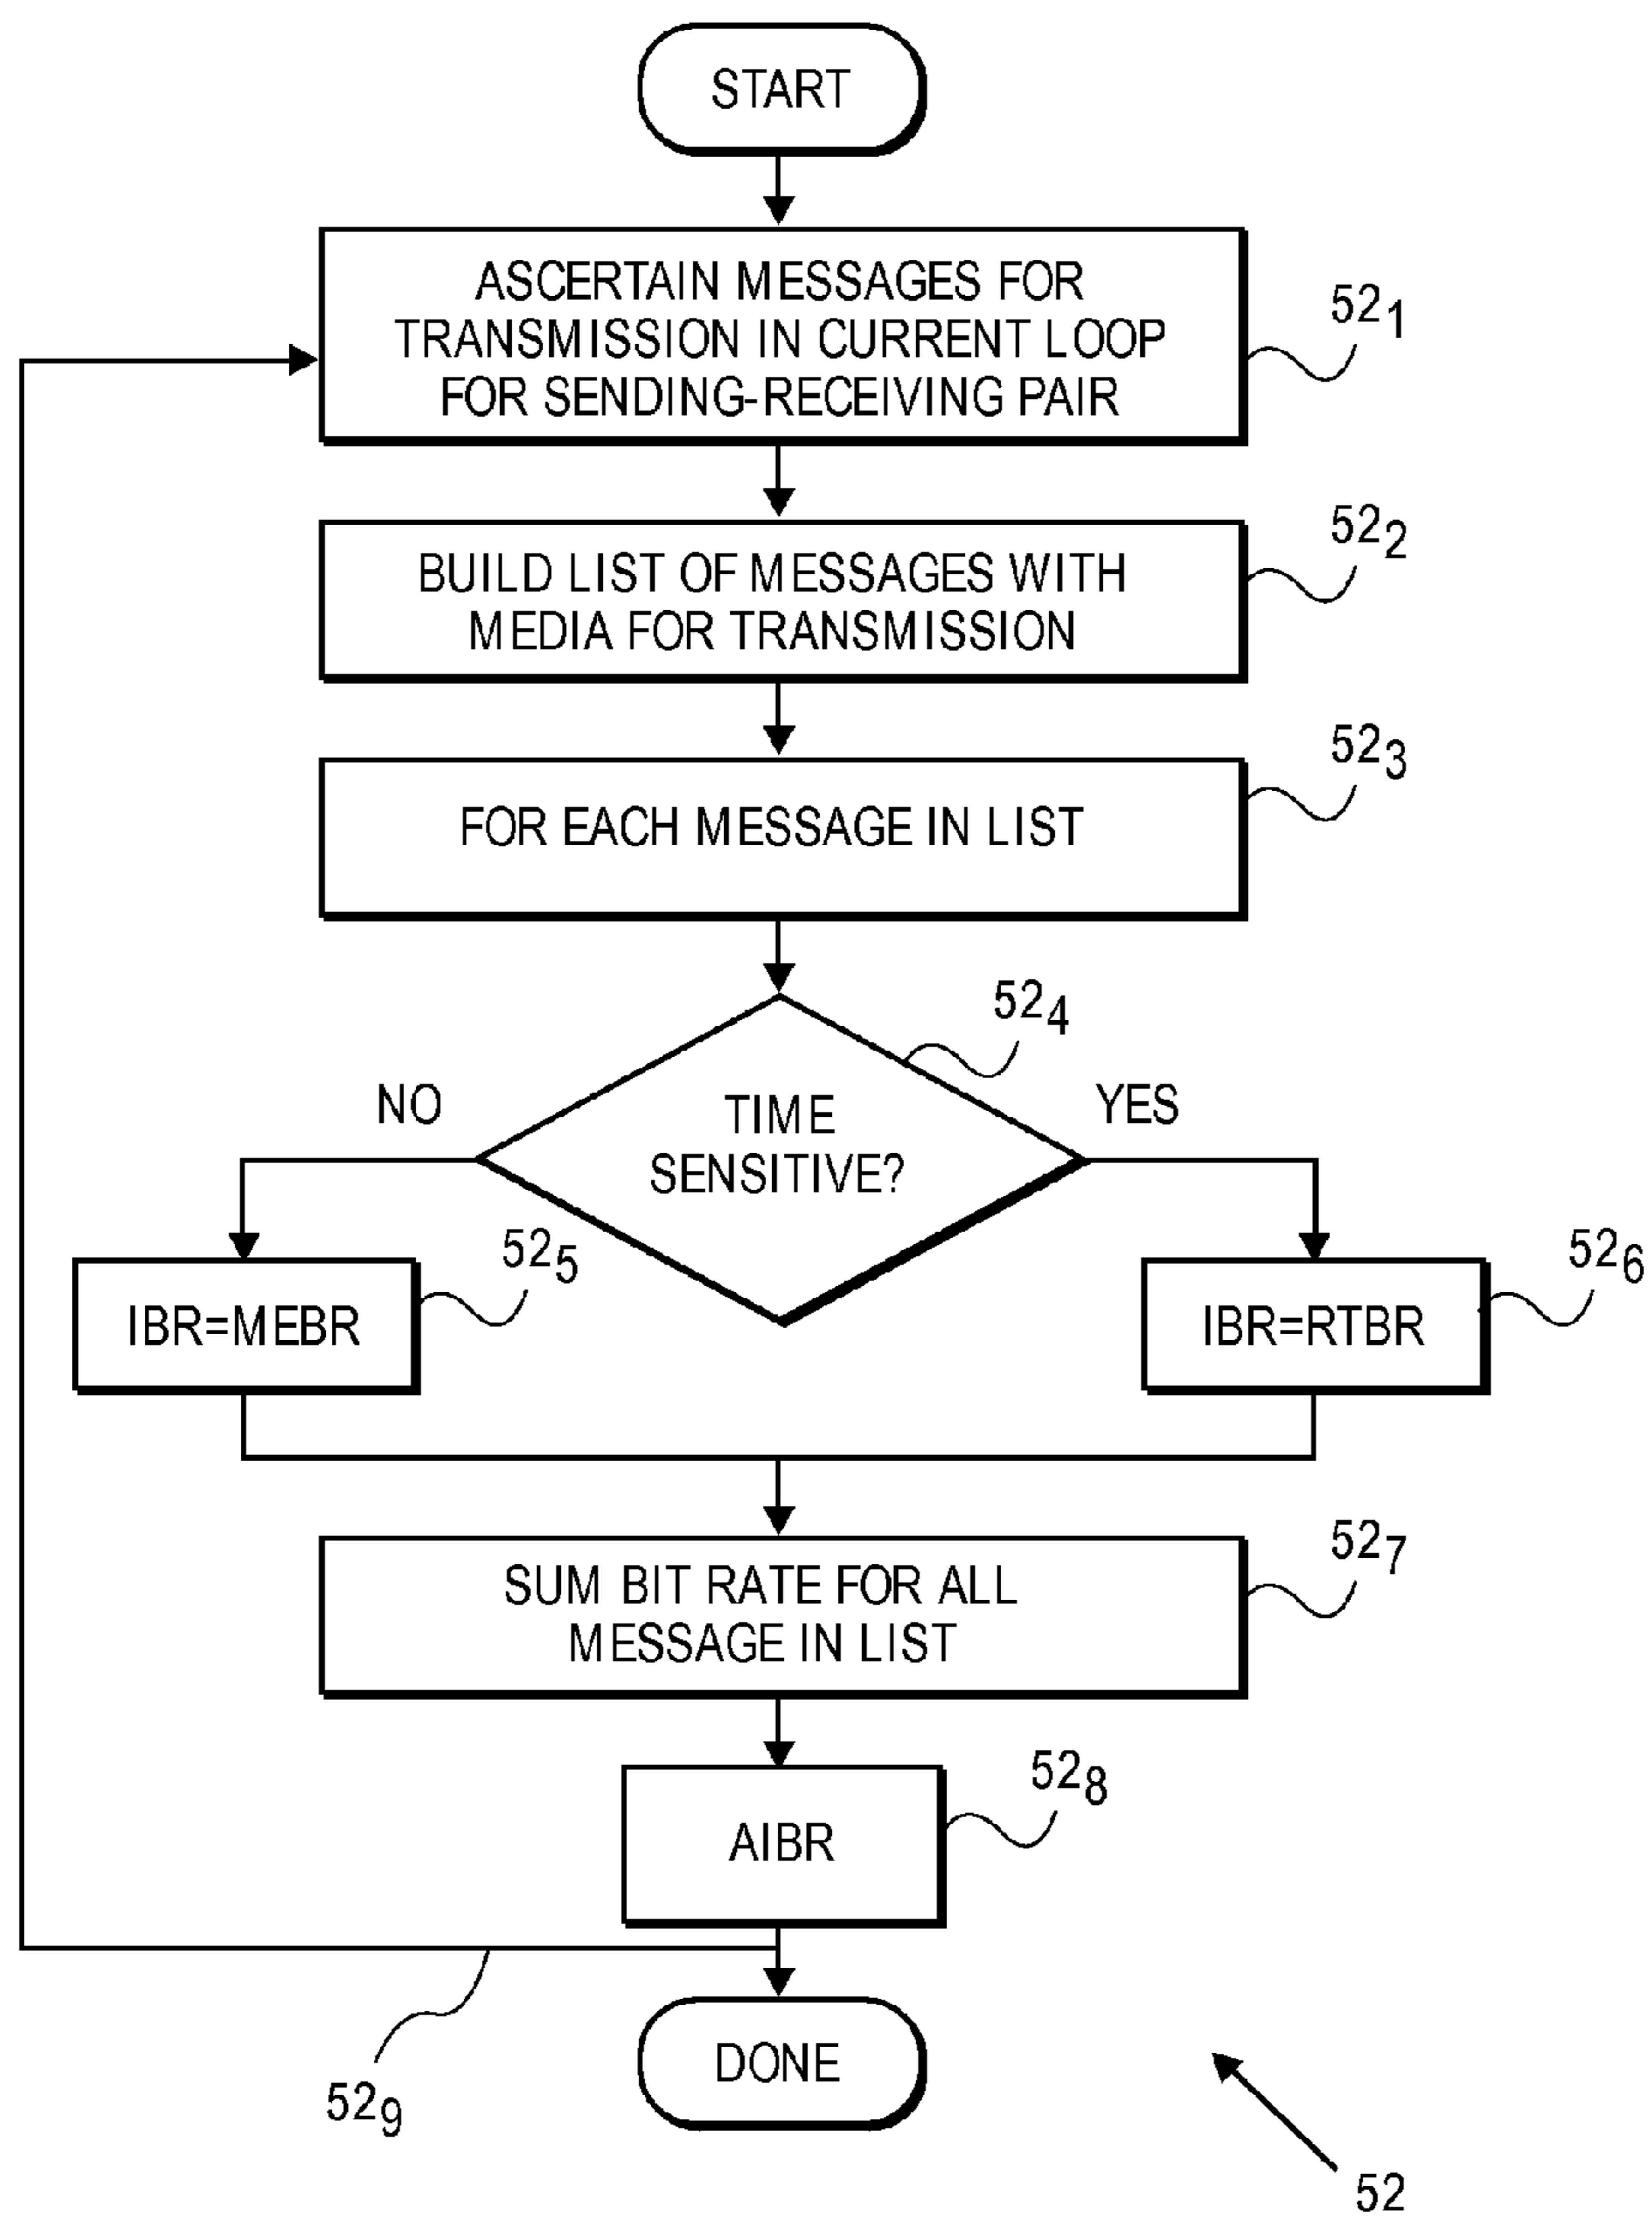 START
ASCERTAIN MESSAGES FOR
TRANSMISSION IN CURRENT LOOP
FOR SENDING-RECEIVING PAIR
52₁
BUILD LIST OF MESSAGES WITH
MEDIA FOR TRANSMISSION
52₂
FOR EACH MESSAGE IN LIST
52₃
52₄
NO
TIME
SENSITIVE?
YES
IBR=MEBR
52₅
IBR=RTBR
52₆
SUM BIT RATE FOR ALL
MESSAGE IN LIST
52₇
AIBR
52₈
52₉
DONE
52